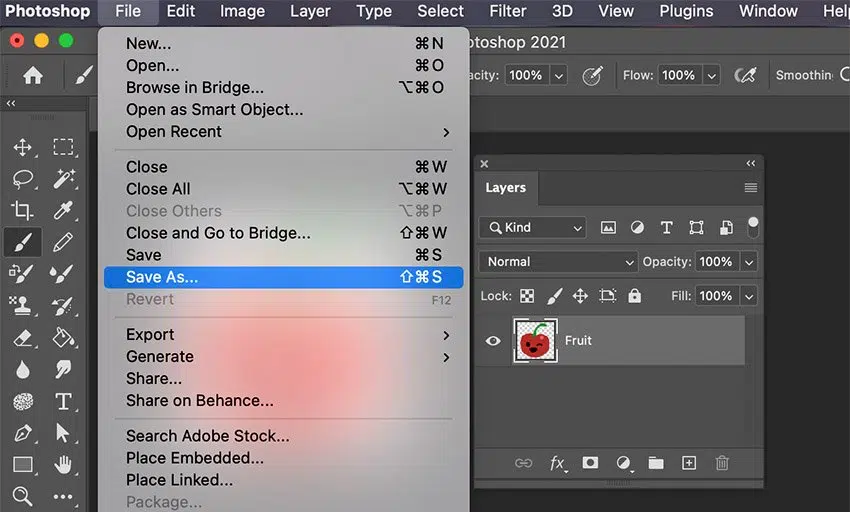 Photoshop File Edit Image Layer Type Select Filter 3D View Plugins Window Help
otoshop 2021
acity: 100% Flow: 100% Smoothin
New... ⌘N
Open... ⌘O
Browse in Bridge... ⌥⌘O
Open as Smart Object...
Open Recent
Close ⌘W
Close All ⌥⌘W
Close Others ⌥⌘P
Close and Go to Bridge... ⇧⌘W
Save ⌘S
Save As... ⇧⌘S
Revert F12
Export
Generate
Share...
Share on Behance...
Search Adobe Stock...
Place Embedded...
Place Linked...
Package...
Layers
Kind
Normal Opacity: 100%
Lock: Fill: 100%
Fruit
fx